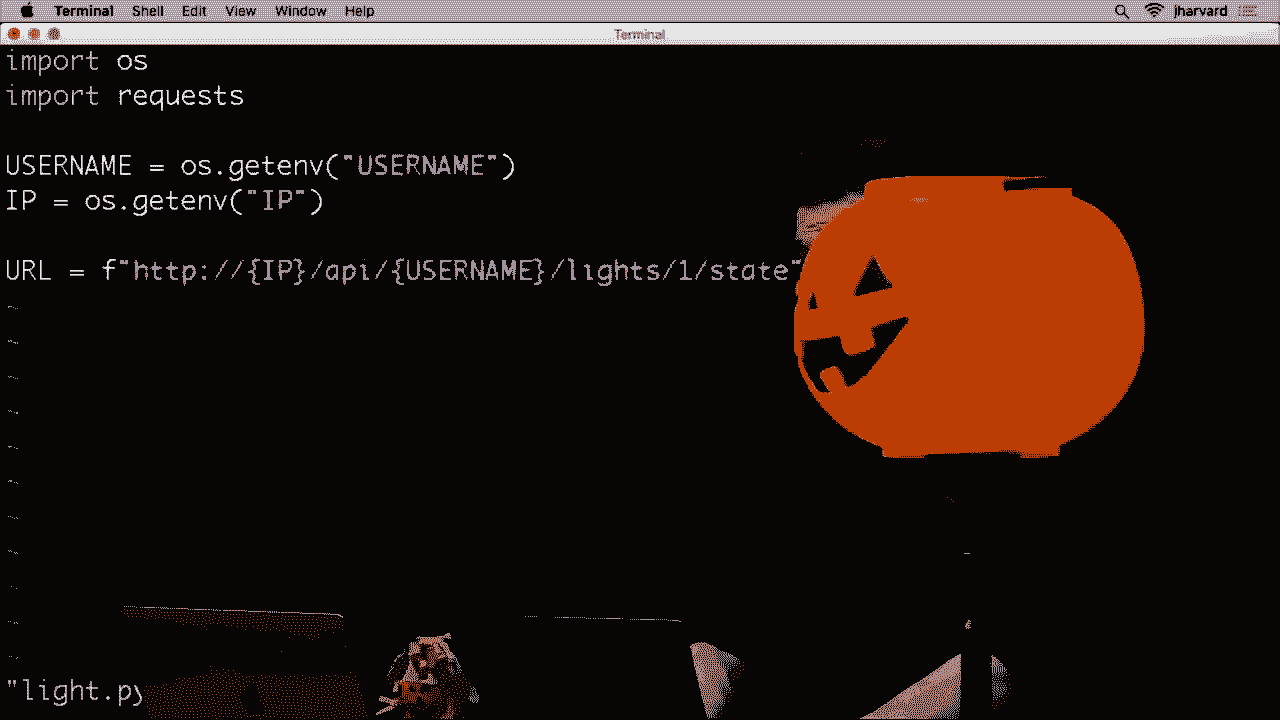 Terminal Shell Edit View Window Help jharvard
Terminal
import os
import requests
USERNAME = os.getenv("USERNAME")
IP = os.getenv("IP")
URL = f"http://{IP}/api/{USERNAME}/lights/1/state"
~
~
~
~
~
~
~
~
~
~
~
"light.py